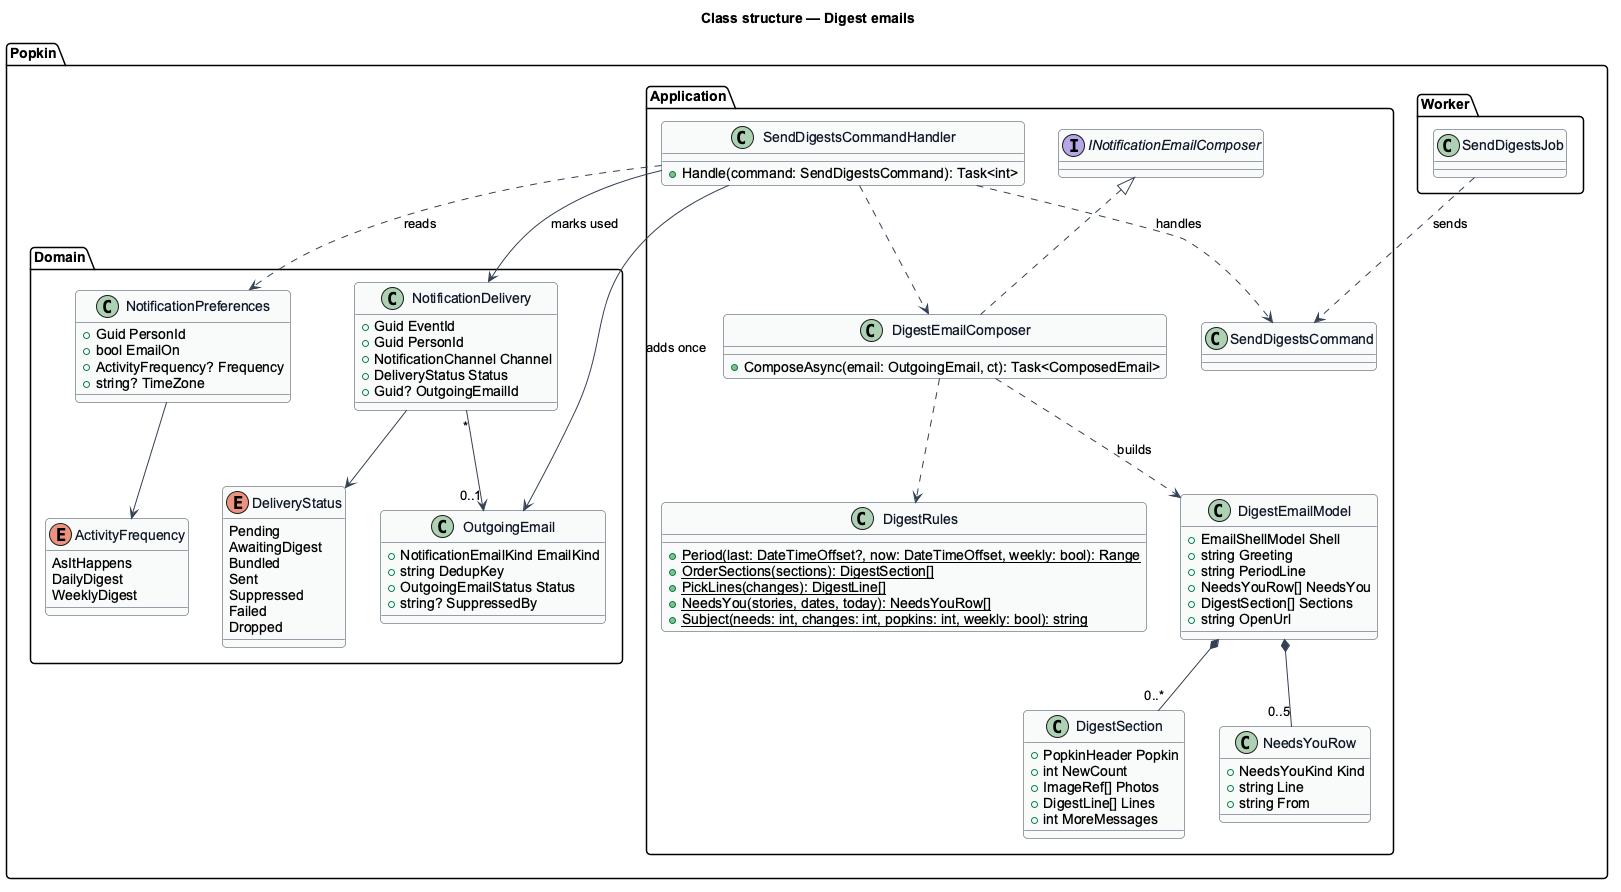 Class structure — Digest emails
Popkin
Application
Worker
SendDigestsCommandHandler
Handle(command: SendDigestsCommand): Task<int>
INotificationEmailComposer
SendDigestsJob
reads
marks used
handles
sends
Domain
NotificationPreferences
Guid PersonId
bool EmailOn
ActivityFrequency? Frequency
string? TimeZone
NotificationDelivery
Guid EventId
Guid PersonId
NotificationChannel Channel
DeliveryStatus Status
Guid? OutgoingEmailId
adds once
DigestEmailComposer
ComposeAsync(email: OutgoingEmail, ct): Task<ComposedEmail>
SendDigestsCommand
*
0..1
builds
ActivityFrequency
AsItHappens
DailyDigest
WeeklyDigest
DeliveryStatus
Pending
AwaitingDigest
Bundled
Sent
Suppressed
Failed
Dropped
OutgoingEmail
NotificationEmailKind EmailKind
string DedupKey
OutgoingEmailStatus Status
string? SuppressedBy
DigestRules
Period(last: DateTimeOffset?, now: DateTimeOffset, weekly: bool): Range
OrderSections(sections): DigestSection[]
PickLines(changes): DigestLine[]
NeedsYou(stories, dates, today): NeedsYouRow[]
Subject(needs: int, changes: int, popkins: int, weekly: bool): string
DigestEmailModel
EmailShellModel Shell
string Greeting
string PeriodLine
NeedsYouRow[] NeedsYou
DigestSection[] Sections
string OpenUrl
0..*
0..5
DigestSection
PopkinHeader Popkin
int NewCount
ImageRef[] Photos
DigestLine[] Lines
int MoreMessages
NeedsYouRow
NeedsYouKind Kind
string Line
string From